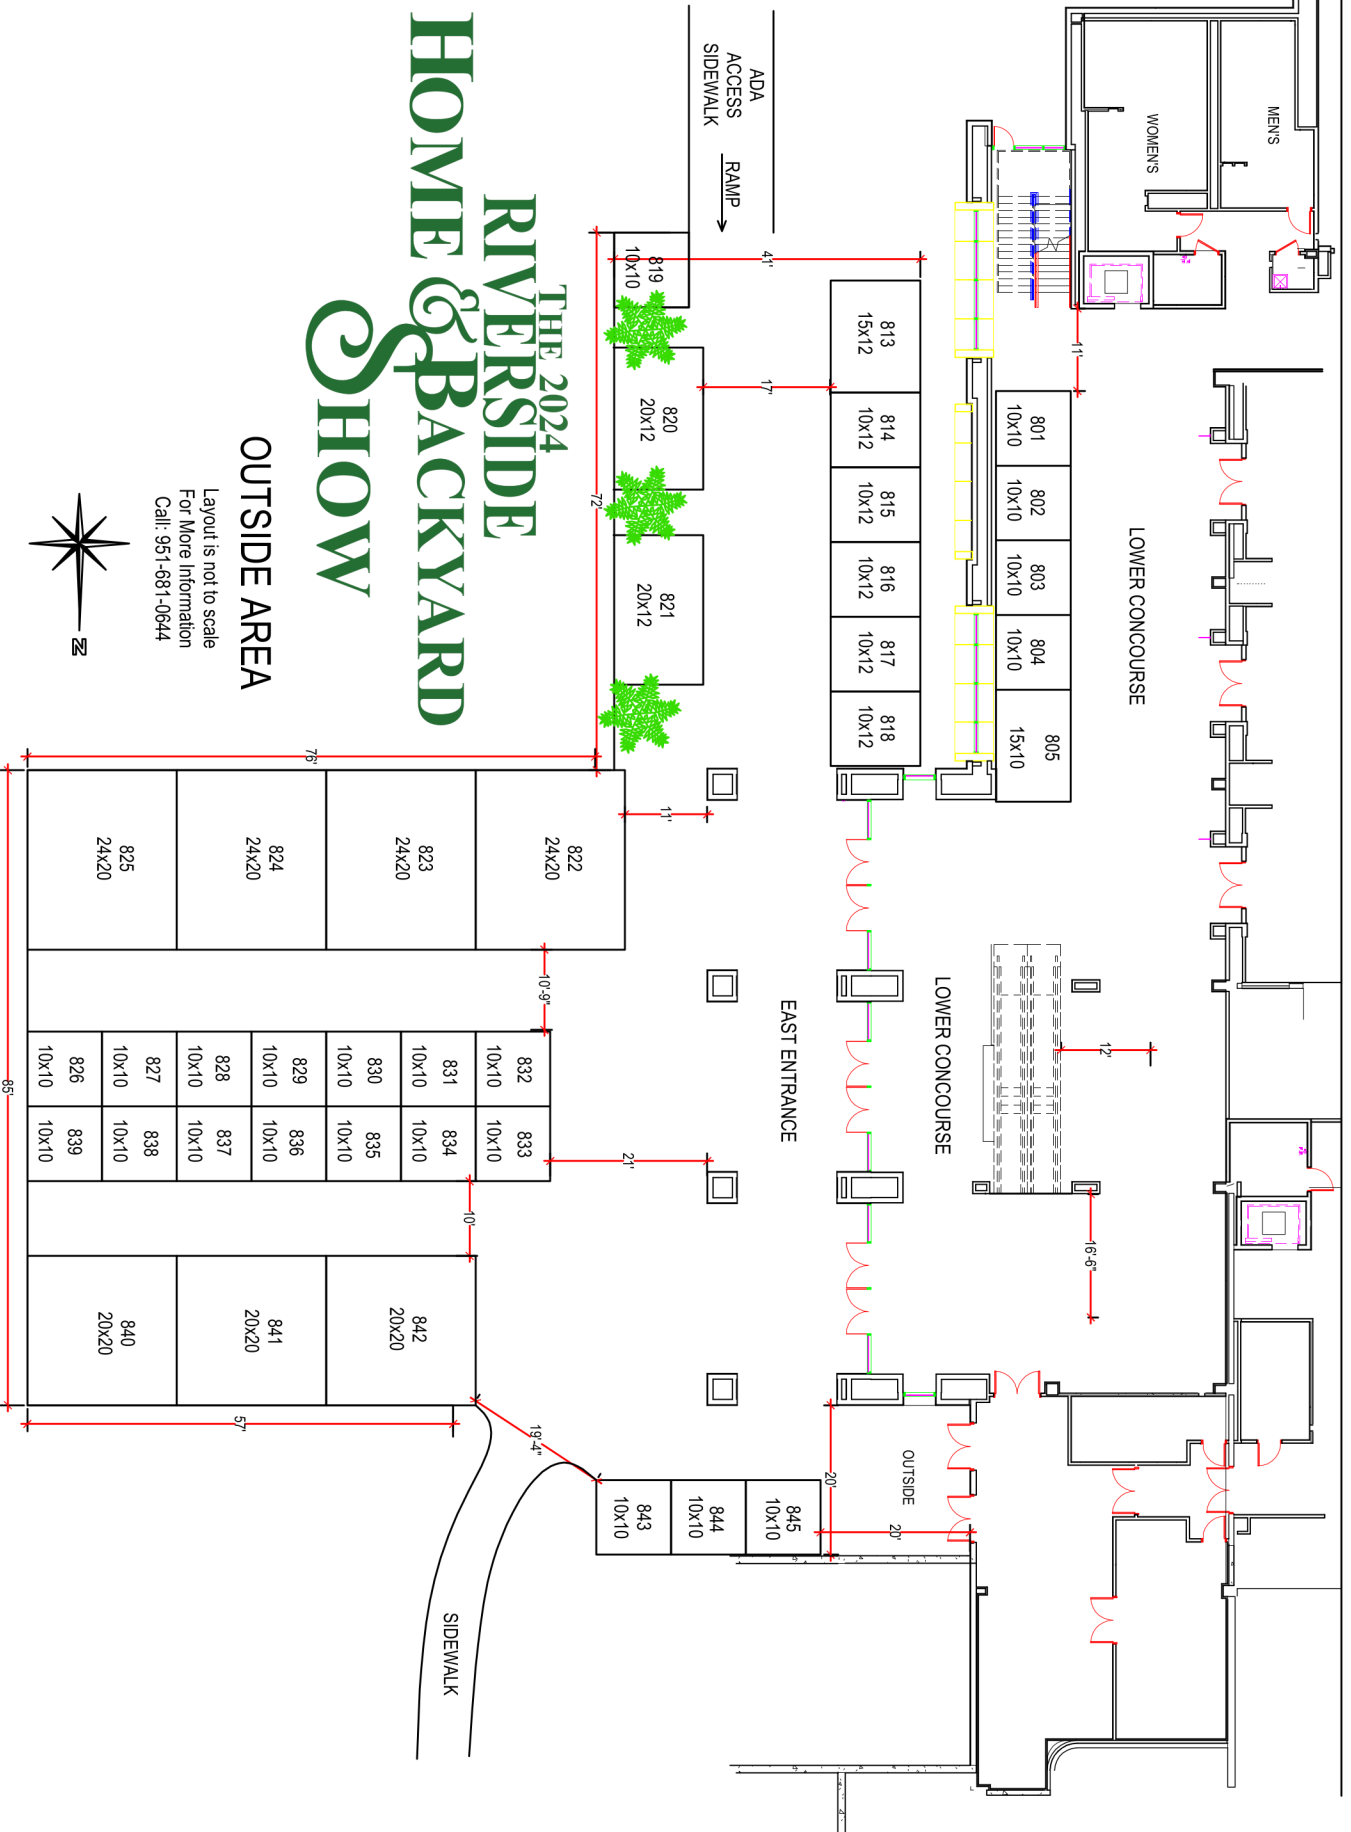 THE 2024
RIVERSIDE
HOME & BACKYARD
SHOW
OUTSIDE AREA
Layout is not to scale
For More Information
Call: 951-681-0644
N
ADA
ACCESS
SIDEWALK
RAMP
MEN'S
WOMEN'S
LOWER CONCOURSE
LOWER CONCOURSE
EAST ENTRANCE
OUTSIDE
SIDEWALK
801
10x10
802
10x10
803
10x10
804
10x10
805
15x10
813
15x12
814
10x12
815
10x12
816
10x12
817
10x12
818
10x12
819
10x10
820
20x12
821
20x12
822
24x20
823
24x20
824
24x20
825
24x20
826
10x10
827
10x10
828
10x10
829
10x10
830
10x10
831
10x10
832
10x10
833
10x10
834
10x10
835
10x10
836
10x10
837
10x10
838
10x10
839
10x10
840
20x20
841
20x20
842
20x20
843
10x10
844
10x10
845
10x10
41'
17'
11'
72'
76'
11'
10'-9"
12'
16'-6"
21'
10'
85'
57'
19'-4"
20'
20'